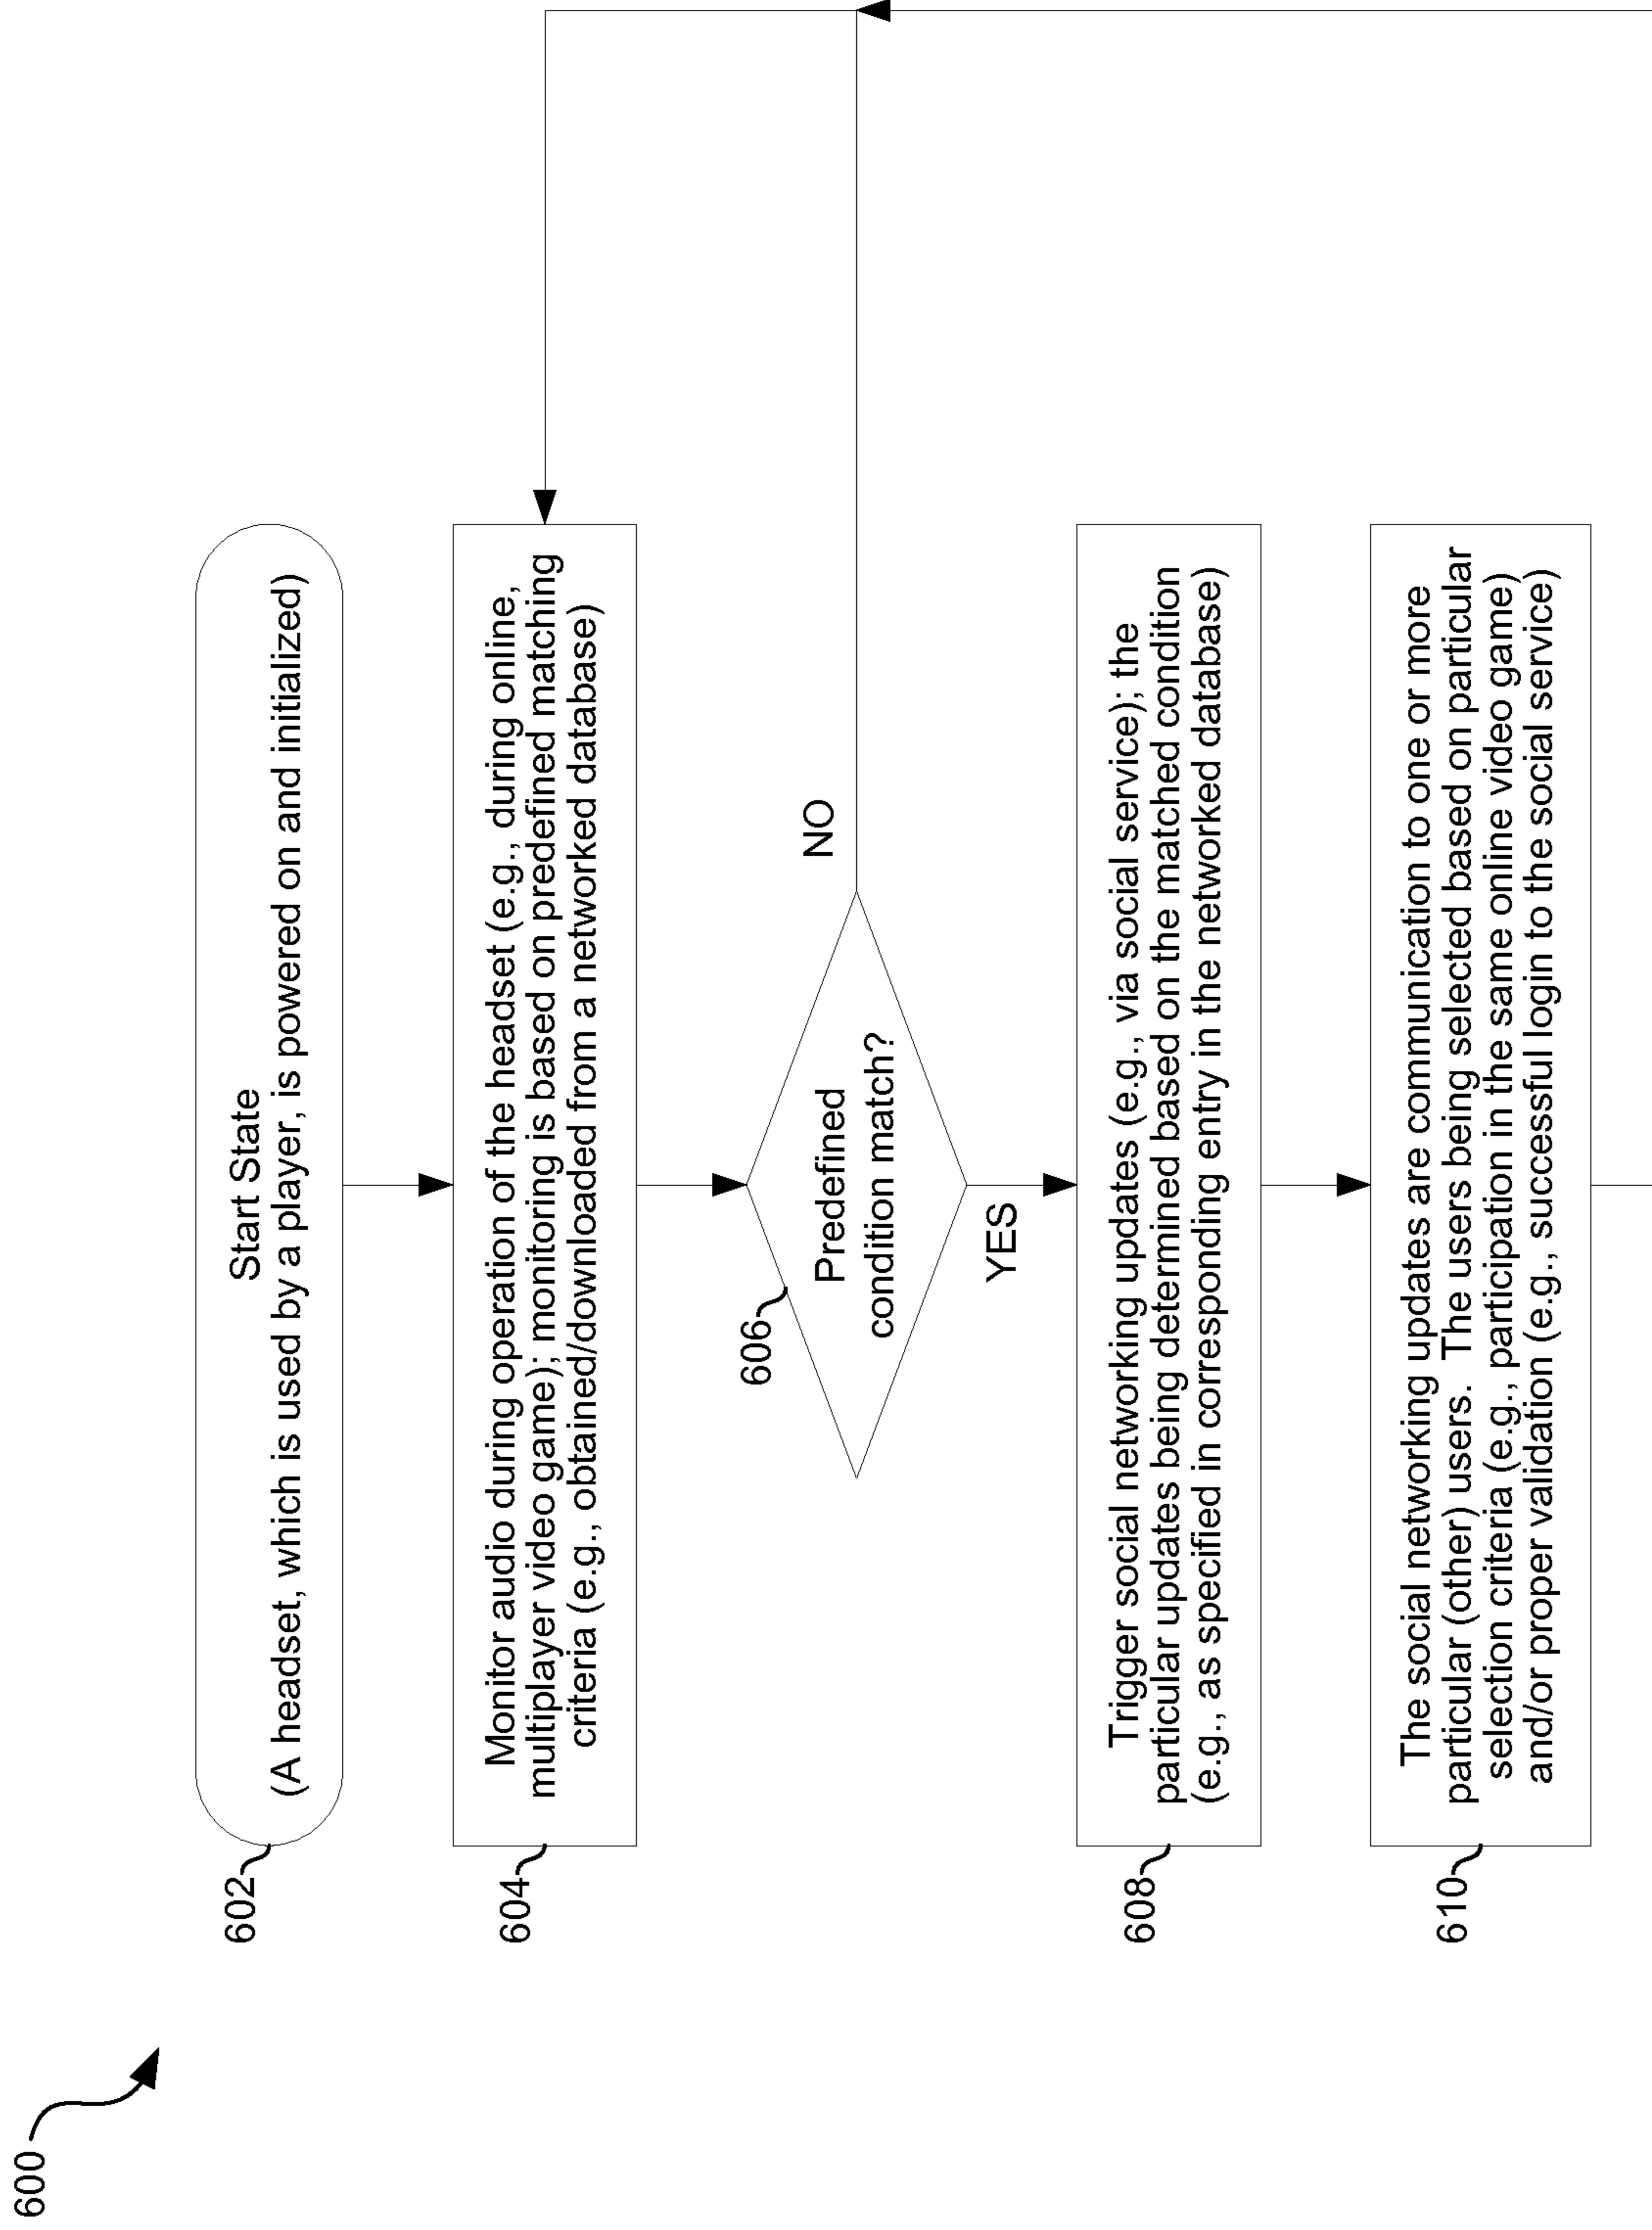 600
602
Start State
(A headset, which is used by a player, is powered on and initialized)
604
Monitor audio during operation of the headset (e.g., during online,
multiplayer video game); monitoring is based on predefined matching
criteria (e.g., obtained/downloaded from a networked database)
606
Predefined
condition match?
NO
YES
608
Trigger social networking updates (e.g., via social service); the
particular updates being determined based on the matched condition
(e.g., as specified in corresponding entry in the networked database)
610
The social networking updates are communication to one or more
particular (other) users. The users being selected based on particular
selection criteria (e.g., participation in the same online video game)
and/or proper validation (e.g., successful login to the social service)